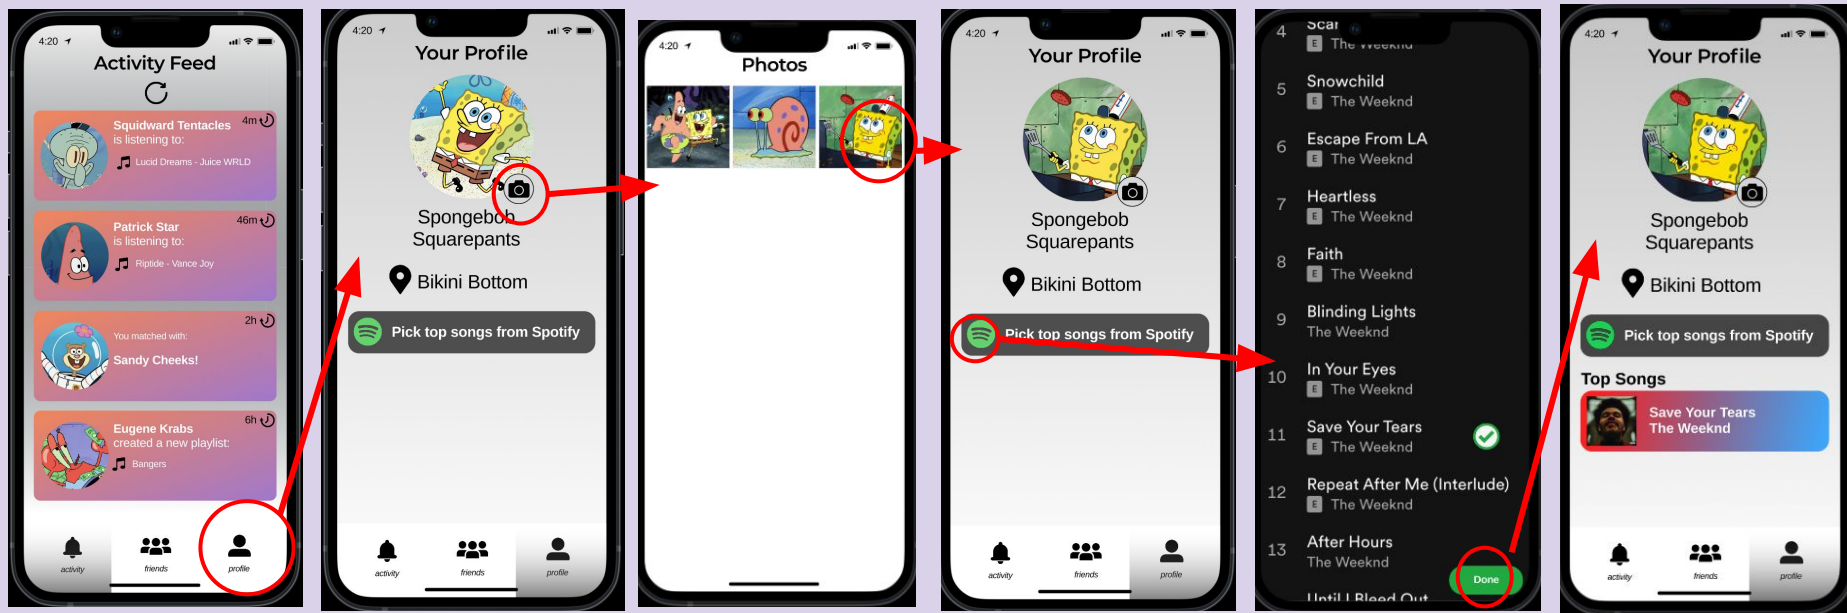 4:20
Activity Feed
Squidward Tentacles
4m
is listening to:
Lucid Dreams - Juice WRLD
Patrick Star
46m
is listening to:
Riptide - Vance Joy
2h
You matched with:
Sandy Cheeks!
Eugene Krabs
6h
created a new playlist:
Bangers
activity
friends
profile
4:20
Your Profile
Spongebob
Squarepants
Bikini Bottom
Pick top songs from Spotify
activity
friends
profile
4:20
Photos
4:20
Your Profile
Spongebob
Squarepants
Bikini Bottom
Pick top songs from Spotify
activity
friends
profile
4
Scar
E The Weeknd
5
Snowchild
E The Weeknd
6
Escape From LA
E The Weeknd
7
Heartless
E The Weeknd
8
Faith
E The Weeknd
9
Blinding Lights
The Weeknd
10
In Your Eyes
E The Weeknd
11
Save Your Tears
E The Weeknd
12
Repeat After Me (Interlude)
E The Weeknd
13
After Hours
The Weeknd
Done
Until I Bleed Out
4:20
Your Profile
Spongebob
Squarepants
Bikini Bottom
Pick top songs from Spotify
Top Songs
Save Your Tears
The Weeknd
activity
friends
profile